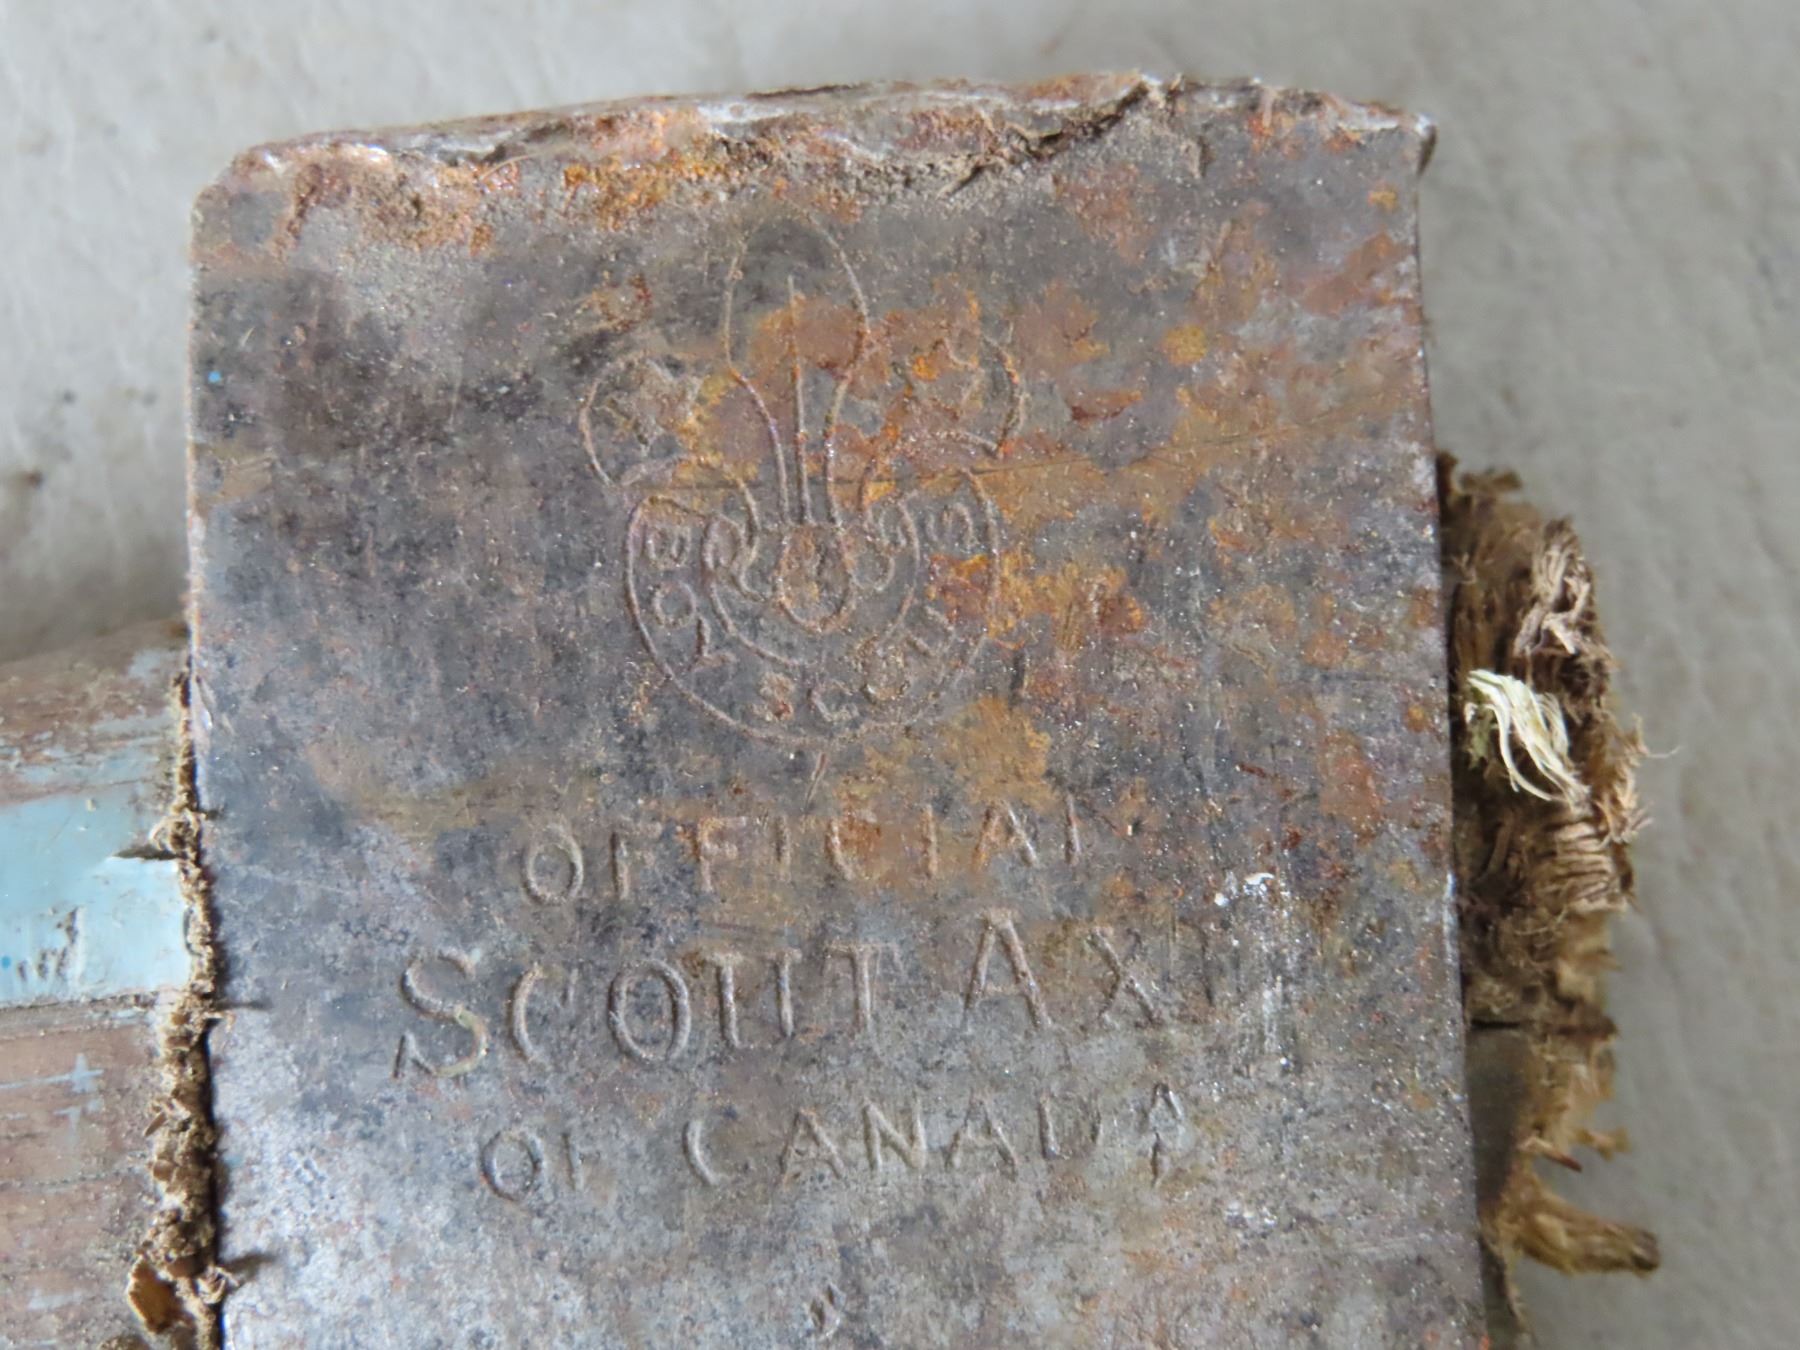 BOY SCOUTS
OFFICIAL
SCOUT AXE
OF CANADA